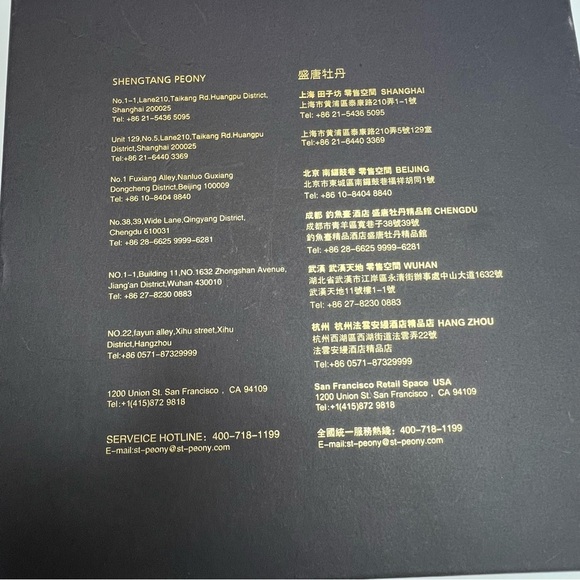 SHENGTANG PEONY
No.1-1,Lane210,Taikang Rd.Huangpu District,
Shanghai 200025
Tel: +86 21-5436 5095
Unit 129,No.5,Lane210,Taikang Rd.Huangpu
District,Shanghai 200025
Tel:+86 21-6440 3369
No.1 Fuxiang Alley,Nanluo Guxiang
Dongcheng District,Beijing 100009
Tel: +86 10-8404 8840
No.38,39,Wide Lane,Qingyang District,
Chengdu 610031
Tel: +86 28-6625 9999-6281
NO.1-1,Building 11,NO.1632 Zhongshan Avenue,
Jiang'an District,Wuhan 430010
Tel: +86 27-8230 0883
NO.22,fayun alley,Xihu street,Xihu
District,Hangzhou
Tel:+86 0571-87329999
1200 Union St. San Francisco , CA 94109
Tel:+1(415)872 9818
SERVEICE HOTLINE: 400-718-1199
E-mail:st-peony@st-peony.com
盛唐牡丹
上海 田子坊 零售空間 SHANGHAI
上海市黄浦區泰康路210弄1-1號
Tel: +86 21-5436 5095
上海市黄浦區泰康路210弄5號129室
Tel:+86 21-6440 3369
北京 南鑼鼓巷 零售空間 BEIJING
北京市東城區南鑼鼓巷福祥胡同1號
Tel: +86 10-8404 8840
成都 釣魚臺酒店 盛唐牡丹精品館 CHENGDU
成都市青羊區寬巷子38號39號
釣魚臺精品酒店盛唐牡丹精品館
Tel: +86 28-6625 9999-6281
武漢 武漢天地 零售空間 WUHAN
湖北省武漢市江岸區永清街辦事處中山大道1632號
武漢天地11號樓1-1號
Tel: +86 27-8230 0883
杭州 杭州法雲安縵酒店精品店 HANG ZHOU
杭州西湖區西湖街道法雲弄22號
法雲安縵酒店精品店
Tel:+86 0571-87329999
San Francisco Retail Space USA
1200 Union St. San Francisco , CA 94109
Tel:+1(415)872 9818
全國統一服務熱綫: 400-718-1199
E-mail:st-peony@st-peony.com